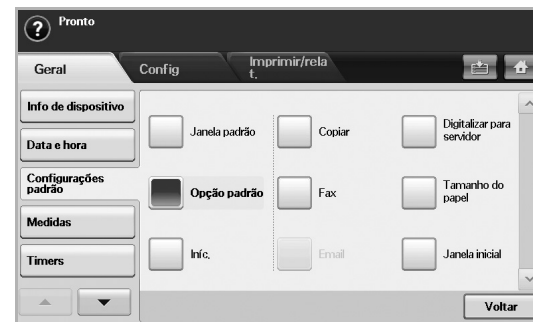 Pronto
Geral
Config
Imprimir/rela
t.
Info de dispositivo
Data e hora
Configurações
padrão
Medidas
Timers
Janela padrão
Copiar
Digitalizar para
servidor
Opção padrão
Fax
Tamanho do
papel
Iníc.
Email
Janela inicial
Voltar